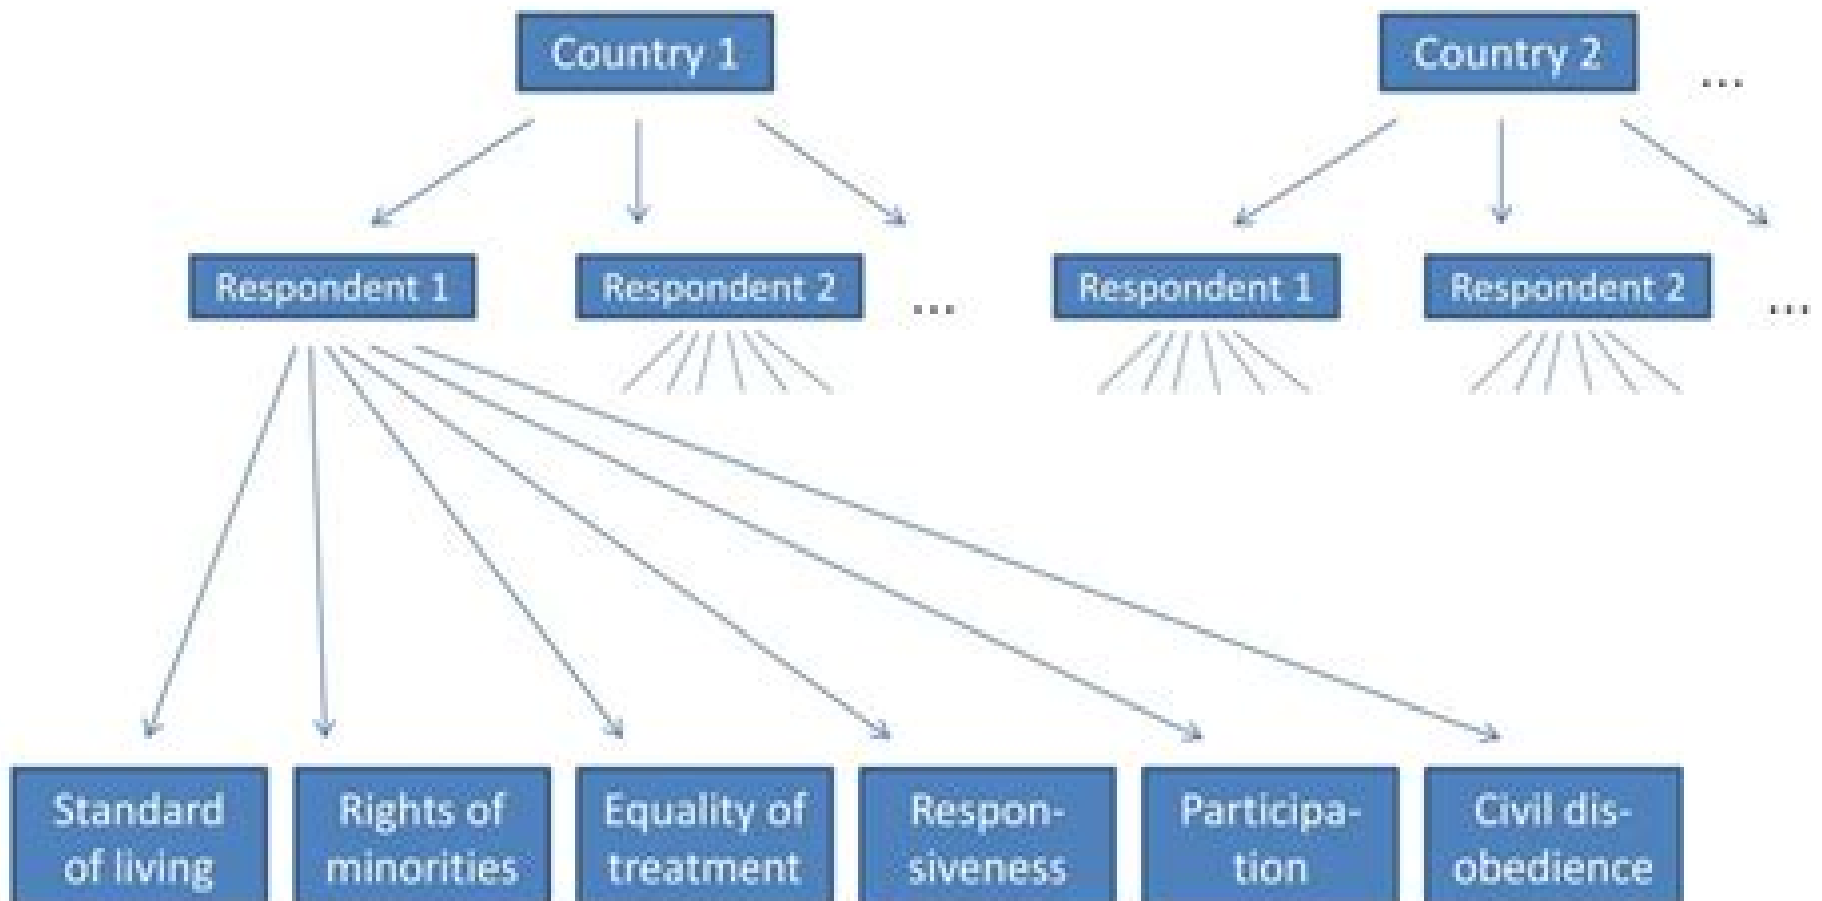 Country 1
Country 2
...
Respondent 1
Respondent 2
...
Respondent 1
Respondent 2
...
Standard
of living
Rights of
minorities
Equality of
treatment
Respon-
siveness
Participa-
tion
Civil dis-
obedience